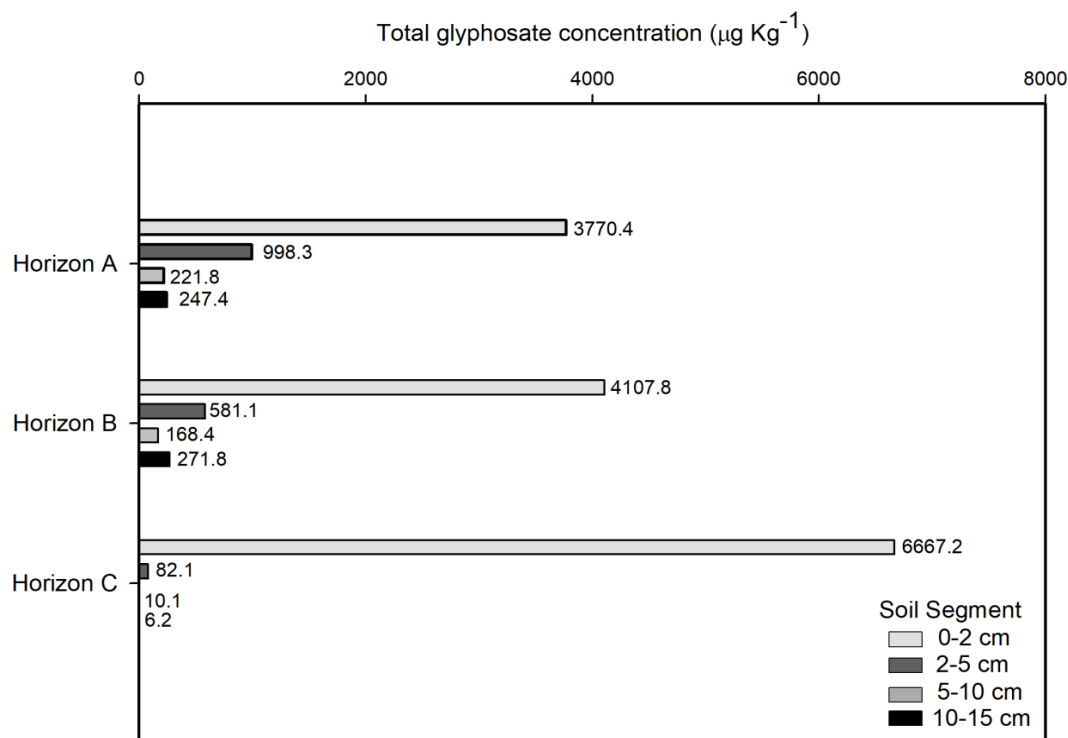 Total glyphosate concentration (μg Kg-1)
0 2000 4000 6000 8000
3770.4
998.3
Horizon A
221.8
247.4
4107.8
581.1
Horizon B
168.4
271.8
6667.2
82.1
Horizon C
10.1
6.2
Soil Segment
0-2 cm
2-5 cm
5-10 cm
10-15 cm